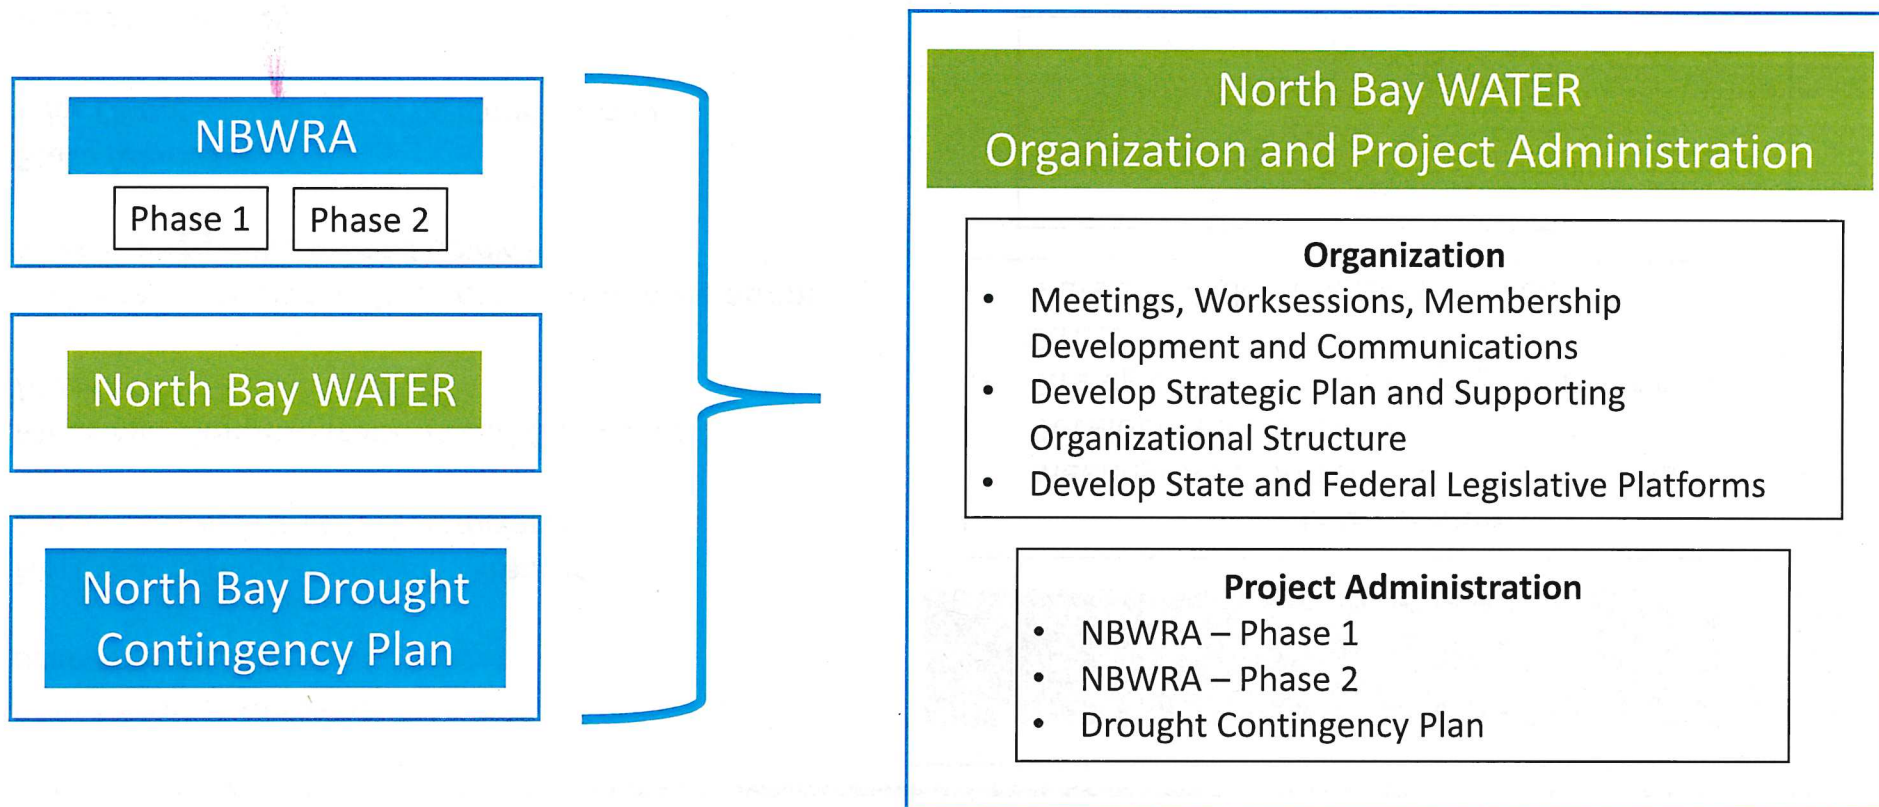 NBWRA
Phase 1
Phase 2
North Bay WATER
North Bay Drought
Contingency Plan
North Bay WATER
Organization and Project Administration
Organization
• Meetings, Worksessions, Membership
Development and Communications
• Develop Strategic Plan and Supporting
Organizational Structure
• Develop State and Federal Legislative Platforms
Project Administration
• NBWRA – Phase 1
• NBWRA – Phase 2
• Drought Contingency Plan